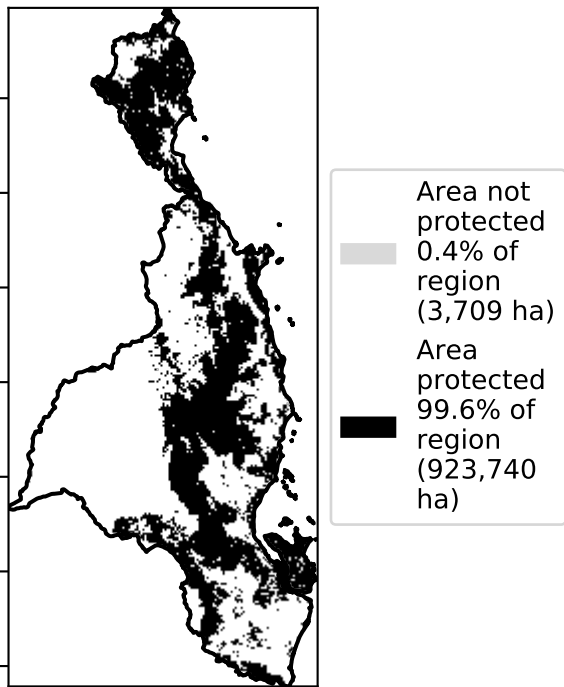 Area not
protected
0.4% of
region
(3,709 ha)
Area
protected
99.6% of
region
(923,740
ha)